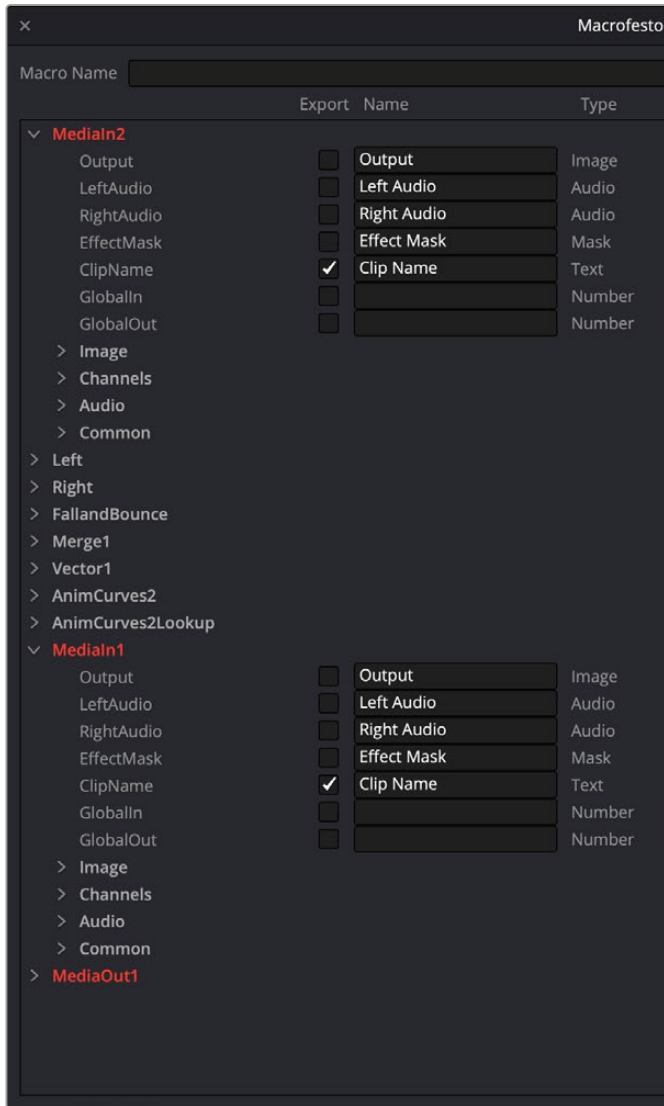 Macrofesto
Macro Name
Export Name Type
MediaIn2
Output Output Image
LeftAudio Left Audio Audio
RightAudio Right Audio Audio
EffectMask Effect Mask Mask
ClipName Clip Name Text
GlobalIn Number
GlobalOut Number
Image
Channels
Audio
Common
Left
Right
FallandBounce
Merge1
Vector1
AnimCurves2
AnimCurves2Lookup
MediaIn1
Output Output Image
LeftAudio Left Audio Audio
RightAudio Right Audio Audio
EffectMask Effect Mask Mask
ClipName Clip Name Text
GlobalIn Number
GlobalOut Number
Image
Channels
Audio
Common
MediaOut1